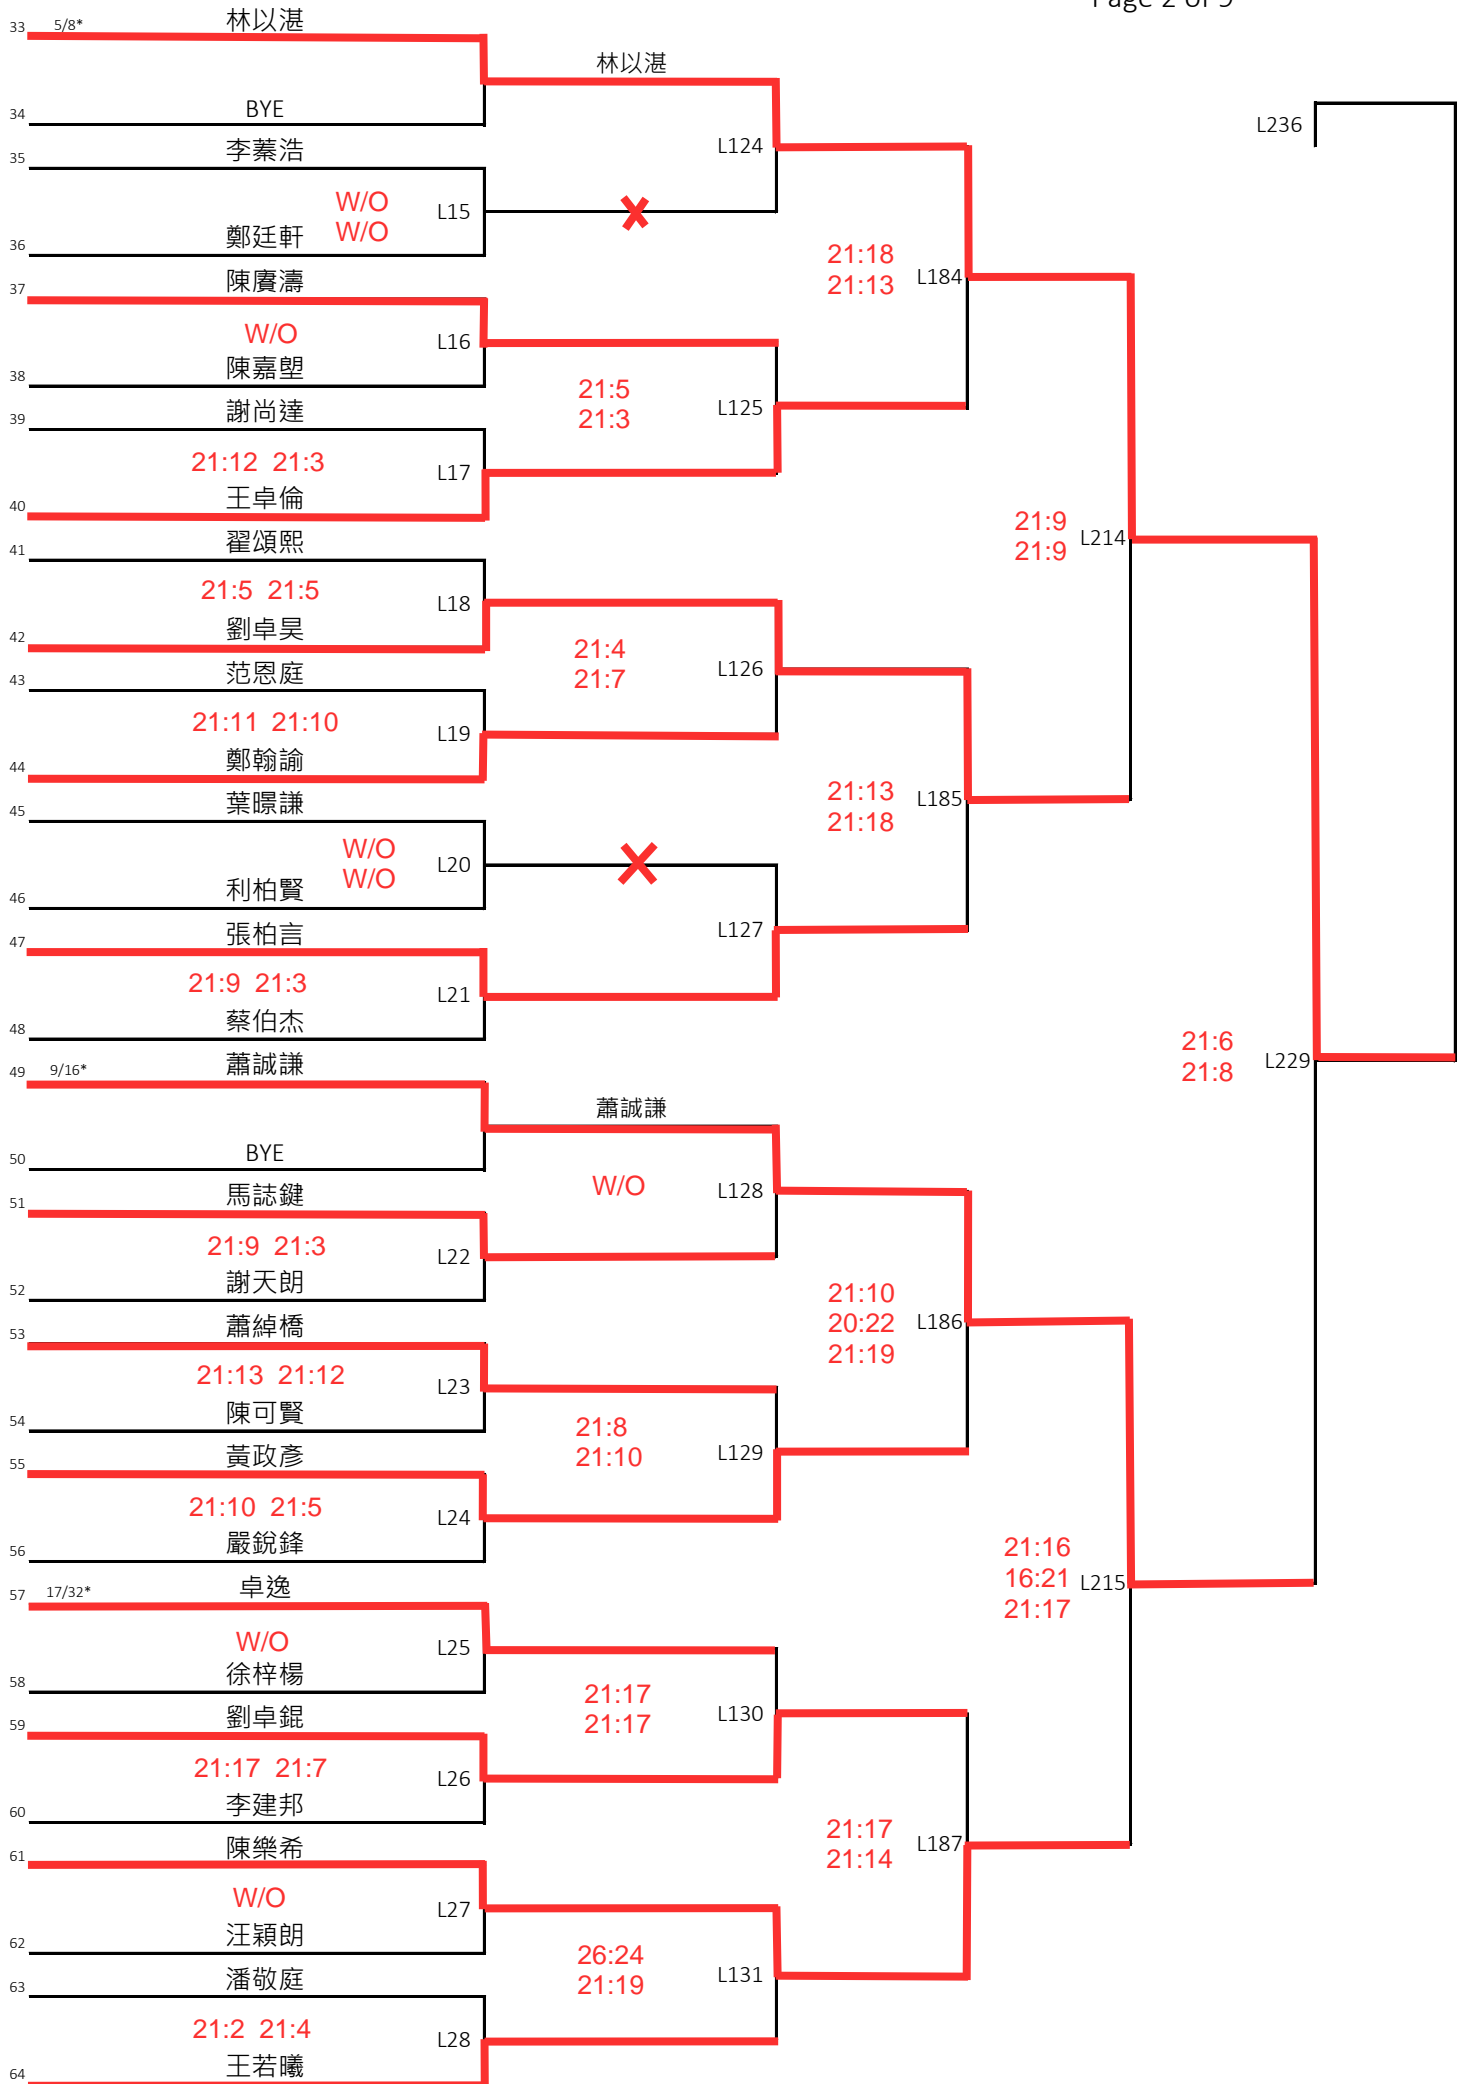 Page 2 of 9
33 5/8* 林以湛
林以湛
34 BYE
L236
35 李蓁浩
L124
W/O
W/O
L15
36 鄭廷軒
21:18
21:13
L184
37 陳賡濤
W/O
L16
38 陳嘉塱
21:5
21:3
L125
39 謝尚達
21:12 21:3
L17
40 王卓倫
21:9
21:9
L214
41 翟頌熙
21:5 21:5
L18
42 劉卓昊
21:4
21:7
L126
43 范恩庭
21:11 21:10
L19
44 鄭翰諭
45 葉暻謙
21:13
21:18
L185
W/O
W/O
L20
46 利柏賢
47 張柏言
L127
21:9 21:3
L21
48 蔡伯杰
21:6
21:8
L229
49 9/16* 蕭誠謙
蕭誠謙
50 BYE
W/O
L128
51 馬誌鍵
21:9 21:3
L22
52 謝天朗
21:10
20:22
21:19
L186
53 蕭綽橋
21:13 21:12
L23
54 陳可賢
21:8
21:10
L129
55 黃政彥
21:10 21:5
L24
56 嚴銳鋒
21:16
16:21
21:17
L215
57 17/32* 卓逸
W/O
L25
58 徐梓楊
21:17
21:17
L130
59 劉卓錕
21:17 21:7
L26
60 李建邦
21:17
21:14
L187
61 陳樂希
W/O
L27
62 汪穎朗
26:24
21:19
L131
63 潘敬庭
21:2 21:4
L28
64 王若曦